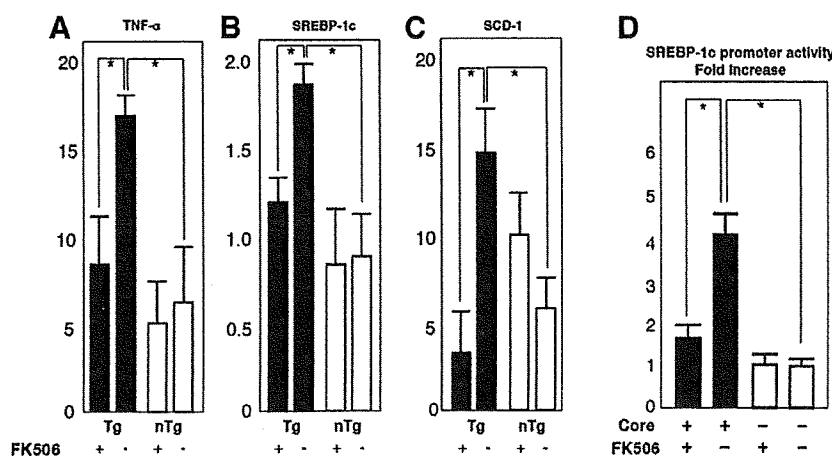 A
TNF-α
20
15
10
5
0
* *
Tg nTg
FK506 + - + -
B
SREBP-1c
2.0
1.5
1.0
0.5
0
* *
Tg nTg
+ - + -
C
SCD-1
20
15
10
5
0
* *
Tg nTg
+ - + -
D
SREBP-1c promoter activity
Fold Increase
6
5
4
2
1
0
* *
Core + + − −
FK506 + − + −